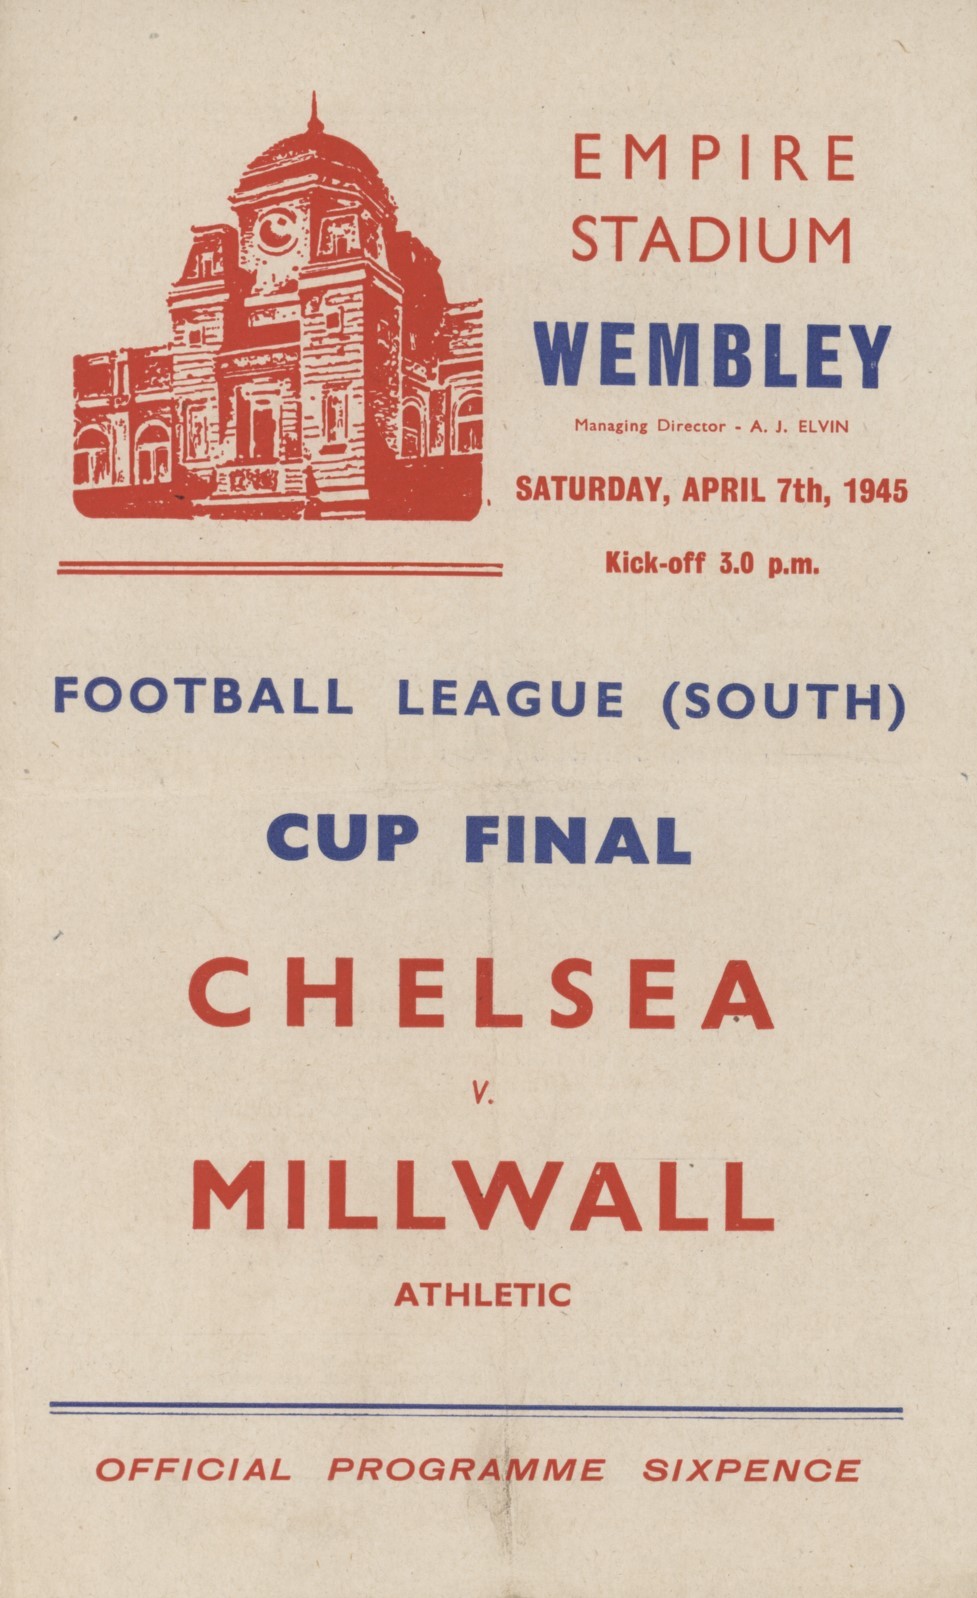 EMPIRE
STADIUM
WEMBLEY
Managing Director - A. J. ELVIN
SATURDAY, APRIL 7th, 1945
Kick-off 3.0 p.m.
FOOTBALL LEAGUE (SOUTH)
CUP FINAL
CHELSEA
v.
MILLWALL
ATHLETIC
OFFICIAL PROGRAMME SIXPENCE